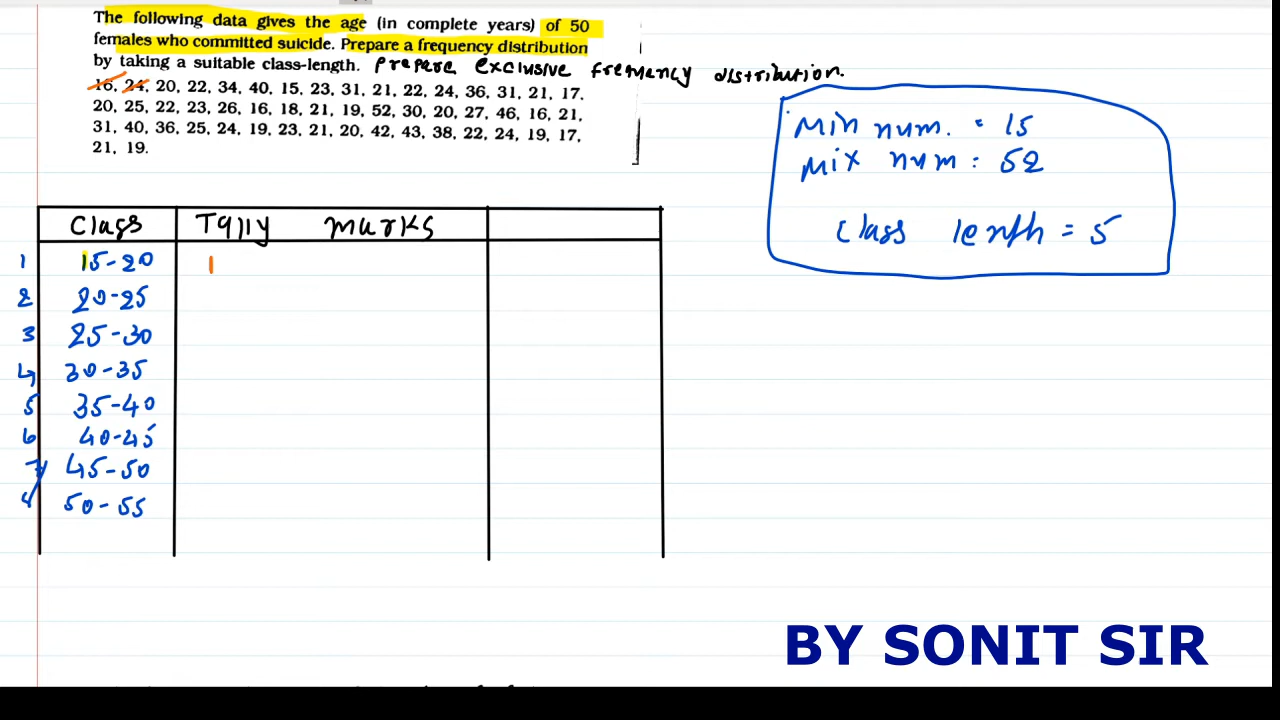 The following data gives the age (in complete years) of 50
females who committed suicide. Prepare a frequency distribution
by taking a suitable class-length. Prepare Exclusive frequency distribution.
16, 24, 20, 22, 34, 40, 15, 23, 31, 21, 22, 24, 36, 31, 21, 17,
20, 25, 22, 23, 26, 16, 18, 21, 19, 52, 30, 20, 27, 46, 16, 21,
31, 40, 36, 25, 24, 19, 23, 21, 20, 42, 43, 38, 22, 24, 19, 17,
21, 19.
Min num. = 15
Mix num : 52
Class lenth = 5
Class Tally marks
1 15-20 |
2 20-25
3 25-30
4 30-35
5 35-40
6 40-45
7 45-50
8 50-55
BY SONIT SIR